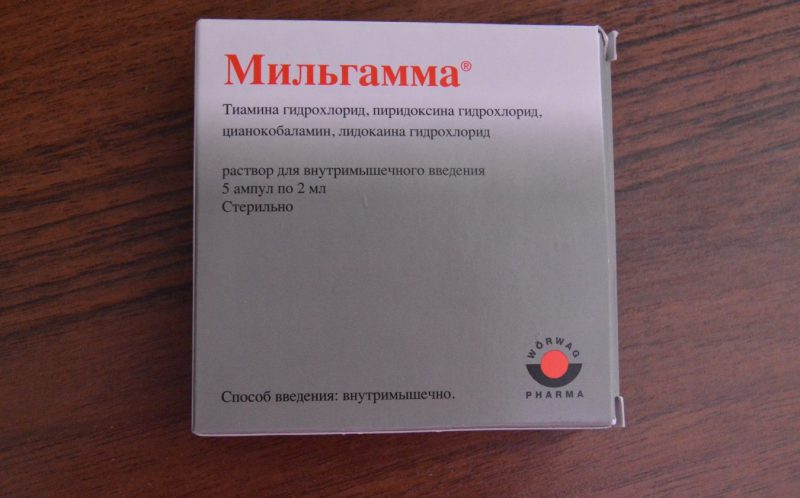 Мильгамма®
Тиамина гидрохлорид, пиридоксина гидрохлорид,
цианокобаламин, лидокаина гидрохлорид
раствор для внутримышечного введения
5 ампул по 2 мл
Стерильно
WÖRWAG
PHARMA
Способ введения: внутримышечно.